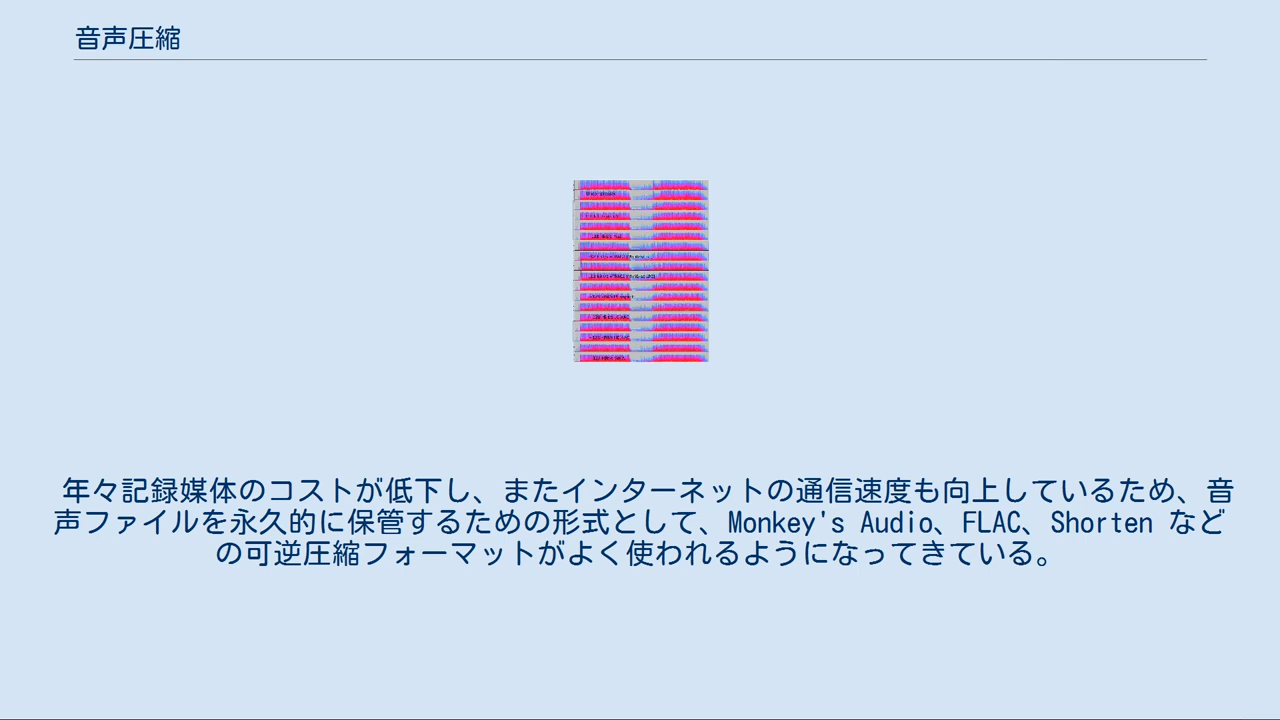 音声圧縮
年々記録媒体のコストが低下し、またインターネットの通信速度も向上しているため、音
声ファイルを永久的に保管するための形式として、Monkey's Audio、FLAC、Shorten など
の可逆圧縮フォーマットがよく使われるようになってきている。